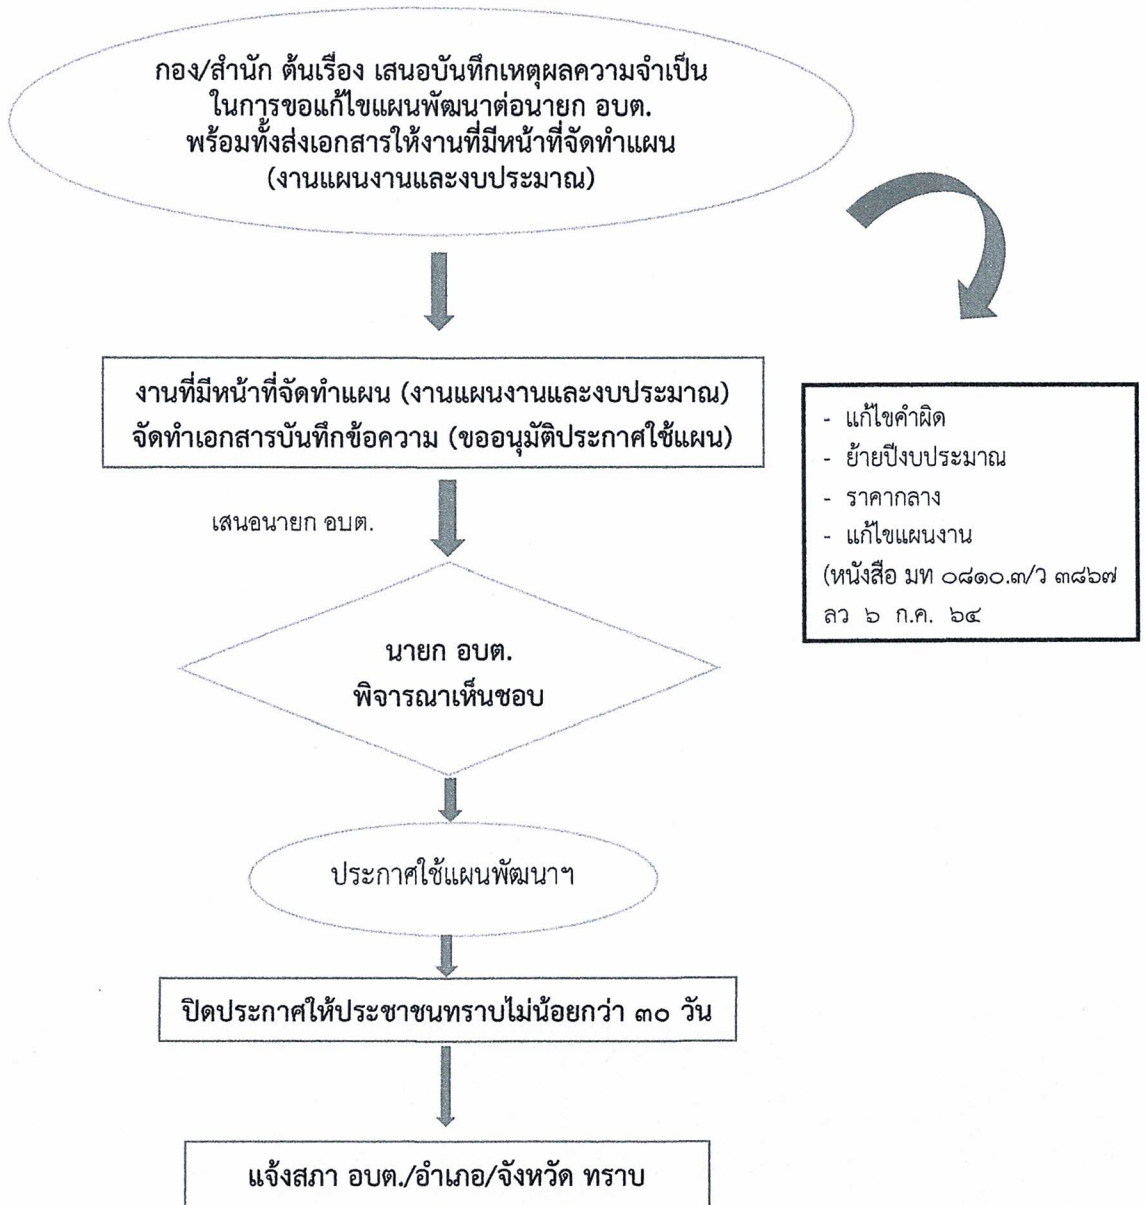 กอง/สำนัก ต้นเรื่อง เสนอบันทึกเหตุผลความจำเป็น
ในการขอแก้ไขแผนพัฒนาต่อนายก อบต.
พร้อมทั้งส่งเอกสารให้งานที่มีหน้าที่จัดทำแผน
(งานแผนงานและงบประมาณ)
งานที่มีหน้าที่จัดทำแผน (งานแผนงานและงบประมาณ)
จัดทำเอกสารบันทึกข้อความ (ขออนุมัติประกาศใช้แผน)
- แก้ไขคำผิด
- ย้ายปีงบประมาณ
- ราคากลาง
- แก้ไขแผนงาน
(หนังสือ มท ๐๘๑๐.๓/ว ๓๘๖๗
ลว ๖ ก.ค. ๖๔
เสนอนายก อบต.
นายก อบต.
พิจารณาเห็นชอบ
ประกาศใช้แผนพัฒนาฯ
ปิดประกาศให้ประชาชนทราบไม่น้อยกว่า ๓๐ วัน
แจ้งสภา อบต./อำเภอ/จังหวัด ทราบ